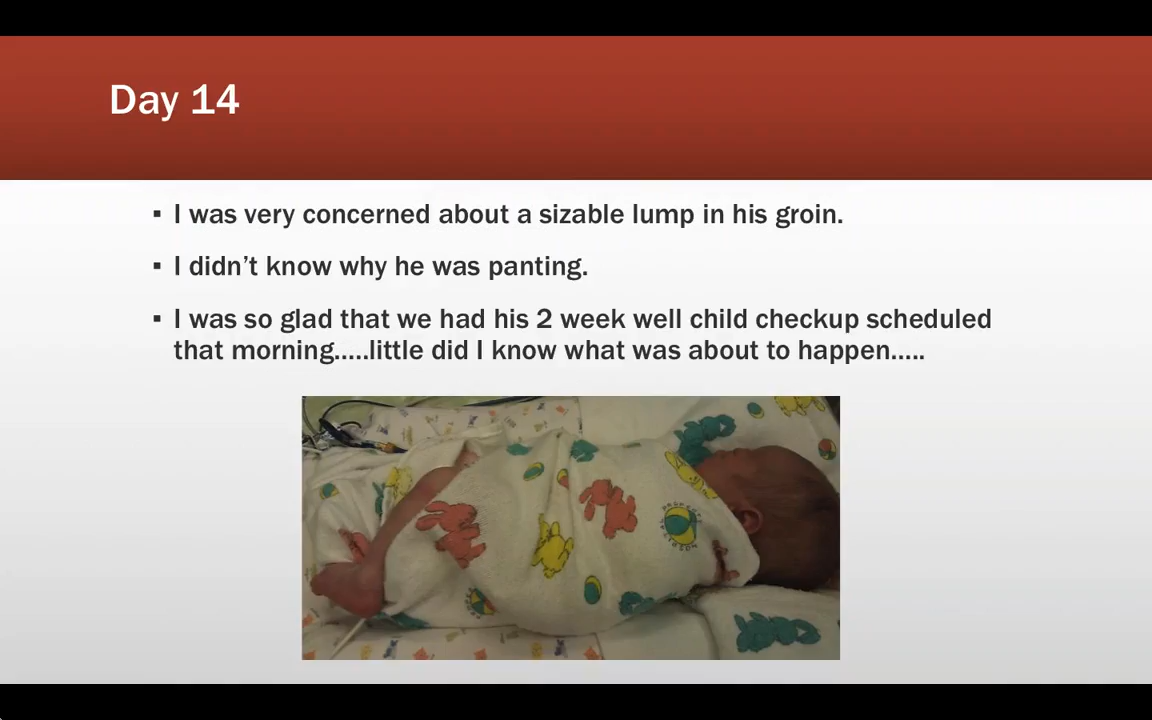 Day 14
▪ I was very concerned about a sizable lump in his groin.
▪ I didn't know why he was panting.
▪ I was so glad that we had his 2 week well child checkup scheduled
that morning.....little did I know what was about to happen.....